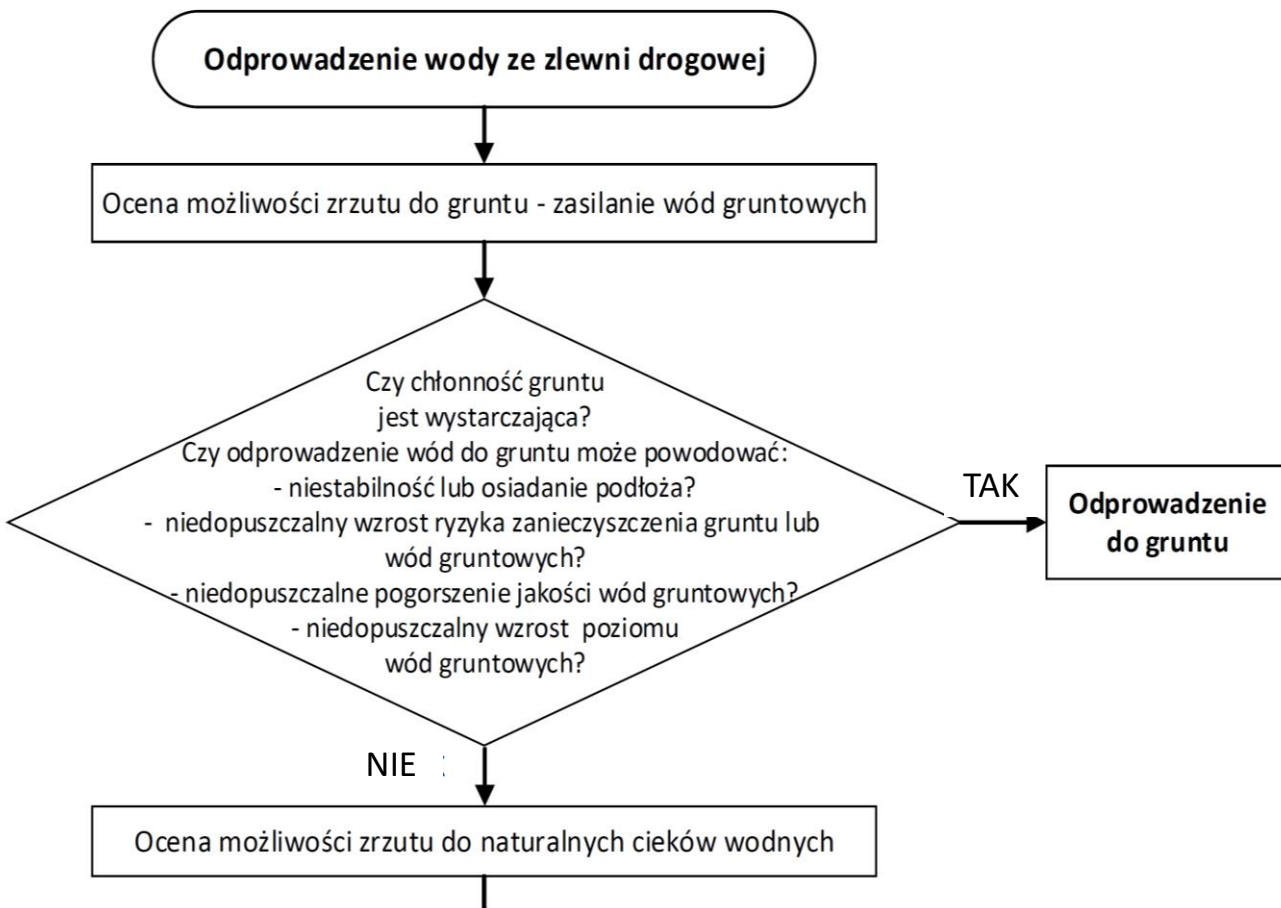 Odprowadzenie wody ze zlewni drogowej
Ocena możliwości zrzutu do gruntu - zasilanie wód gruntowych
Czy chłonność gruntu
jest wystarczająca?
Czy odprowadzenie wód do gruntu może powodować:
- niestabilność lub osiadanie podłoża?
- niedopuszczalny wzrost ryzyka zanieczyszczenia gruntu lub
wód gruntowych?
- niedopuszczalne pogorszenie jakości wód gruntowych?
- niedopuszczalny wzrost poziomu
wód gruntowych?
TAK
Odprowadzenie
do gruntu
NIE
Ocena możliwości zrzutu do naturalnych cieków wodnych